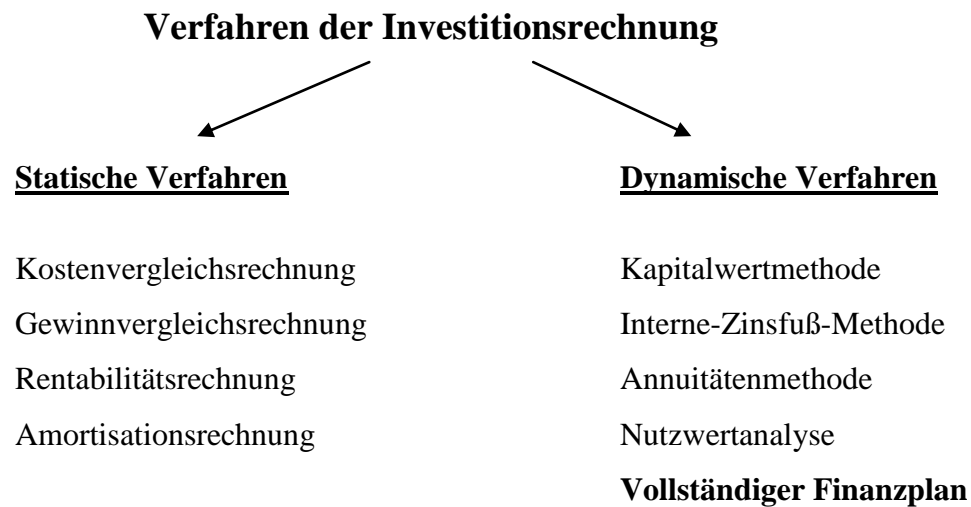 Verfahren der Investitionsrechnung
Statische Verfahren
Kostenvergleichsrechnung
Gewinnvergleichsrechnung
Rentabilitätsrechnung
Amortisationsrechnung
Dynamische Verfahren
Kapitalwertmethode
Interne-Zinsfuß-Methode
Annuitätenmethode
Nutzwertanalyse
Vollständiger Finanzplan